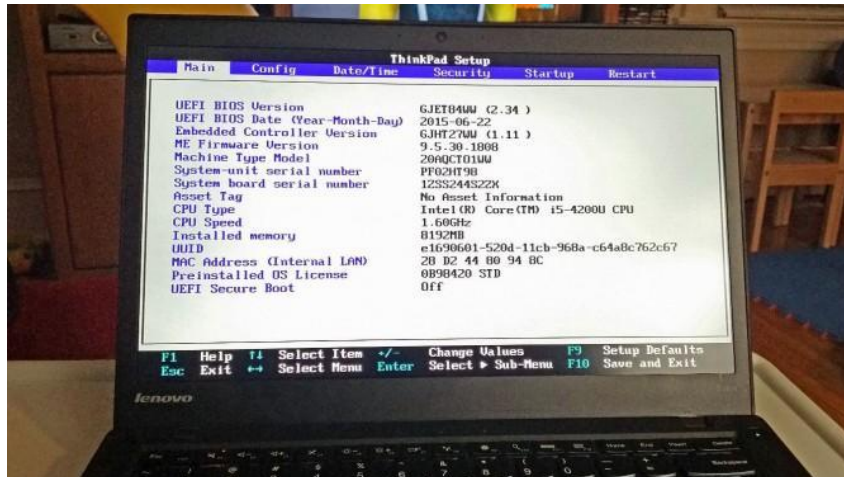 ThinkPad Setup
Main Config Date/Time Security Startup Restart
UEFI BIOS Version GJET84WW (2.34 )
UEFI BIOS Date (Year-Month-Day) 2015-06-22
Embedded Controller Version GJHT27WW (1.11 )
ME Firmware Version 9.5.30.1808
Machine Type Model 20AQCTO1WW
System-unit serial number PF02HT98
System board serial number 1ZSS244S2ZX
Asset Tag No Asset Information
CPU Type Intel(R) Core(TM) i5-4200U CPU
CPU Speed 1.60GHz
Installed memory 8192MB
UUID e1690601-520d-11cb-968a-c64a8c762c67
MAC Address (Internal LAN) 28 D2 44 80 94 8C
Preinstalled OS License 0B98420 STD
UEFI Secure Boot Off
F1 Help ↑↓ Select Item +/- Change Values F9 Setup Defaults
Esc Exit ↔ Select Menu Enter Select ▶ Sub-Menu F10 Save and Exit
lenovo
Home End Insert Delete
Backspace